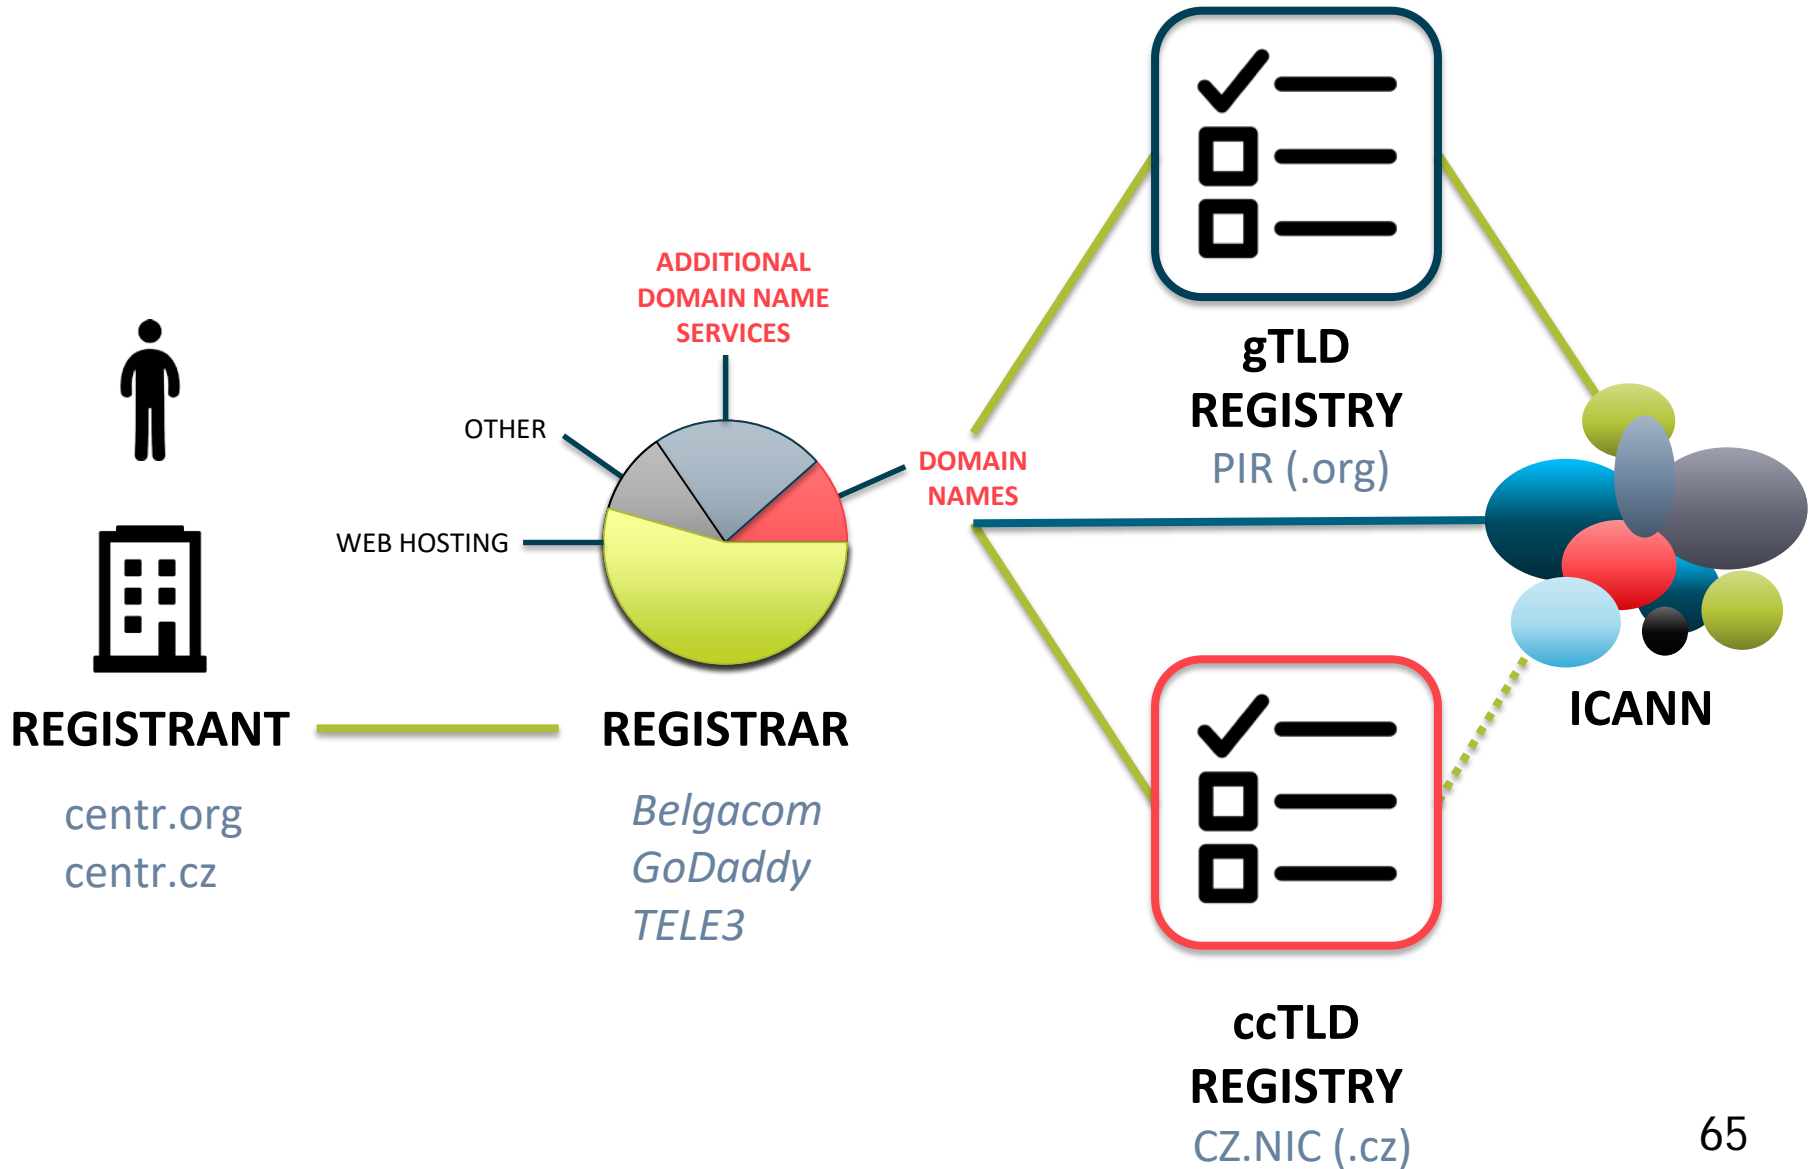 ADDITIONAL
DOMAIN NAME
SERVICES
OTHER
WEB HOSTING
DOMAIN
NAMES
REGISTRANT
centr.org
centr.cz
REGISTRAR
Belgacom
GoDaddy
TELE3
gTLD
REGISTRY
PIR (.org)
ICANN
ccTLD
REGISTRY
CZ.NIC (.cz)
65